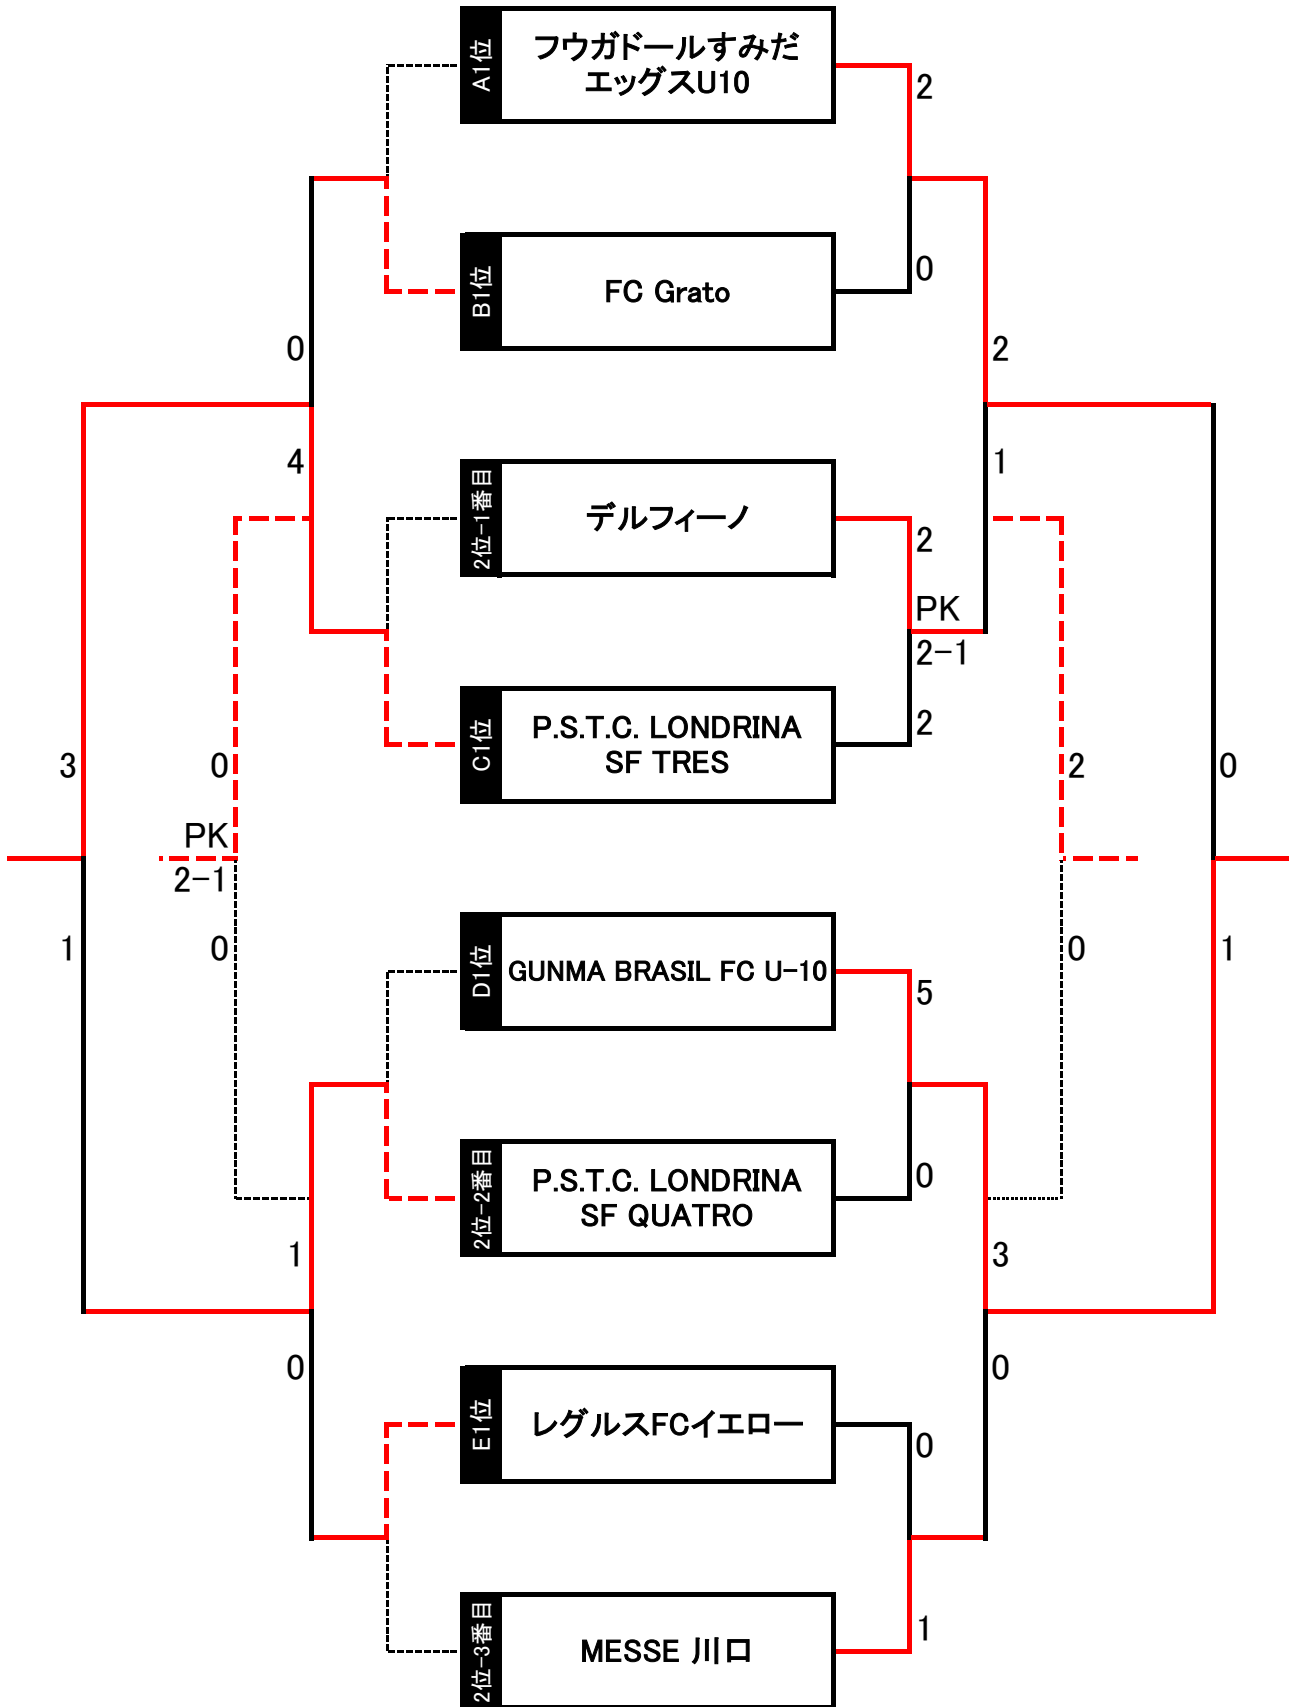 A1位
フウガドールすみだ
エッグスU10
2
B1位
FC Grato
0
0
2
4
1
2位-1番目
デルフィーノ
2
PK
2-1
C1位
P.S.T.C. LONDRINA
SF TRES
2
3
0
2
0
PK
2-1
1
0
0
1
D1位
GUNMA BRASIL FC U-10
5
2位-2番目
P.S.T.C. LONDRINA
SF QUATRO
0
1
3
0
0
E1位
レグルスFCイエロー
0
2位-3番目
MESSE 川口
1